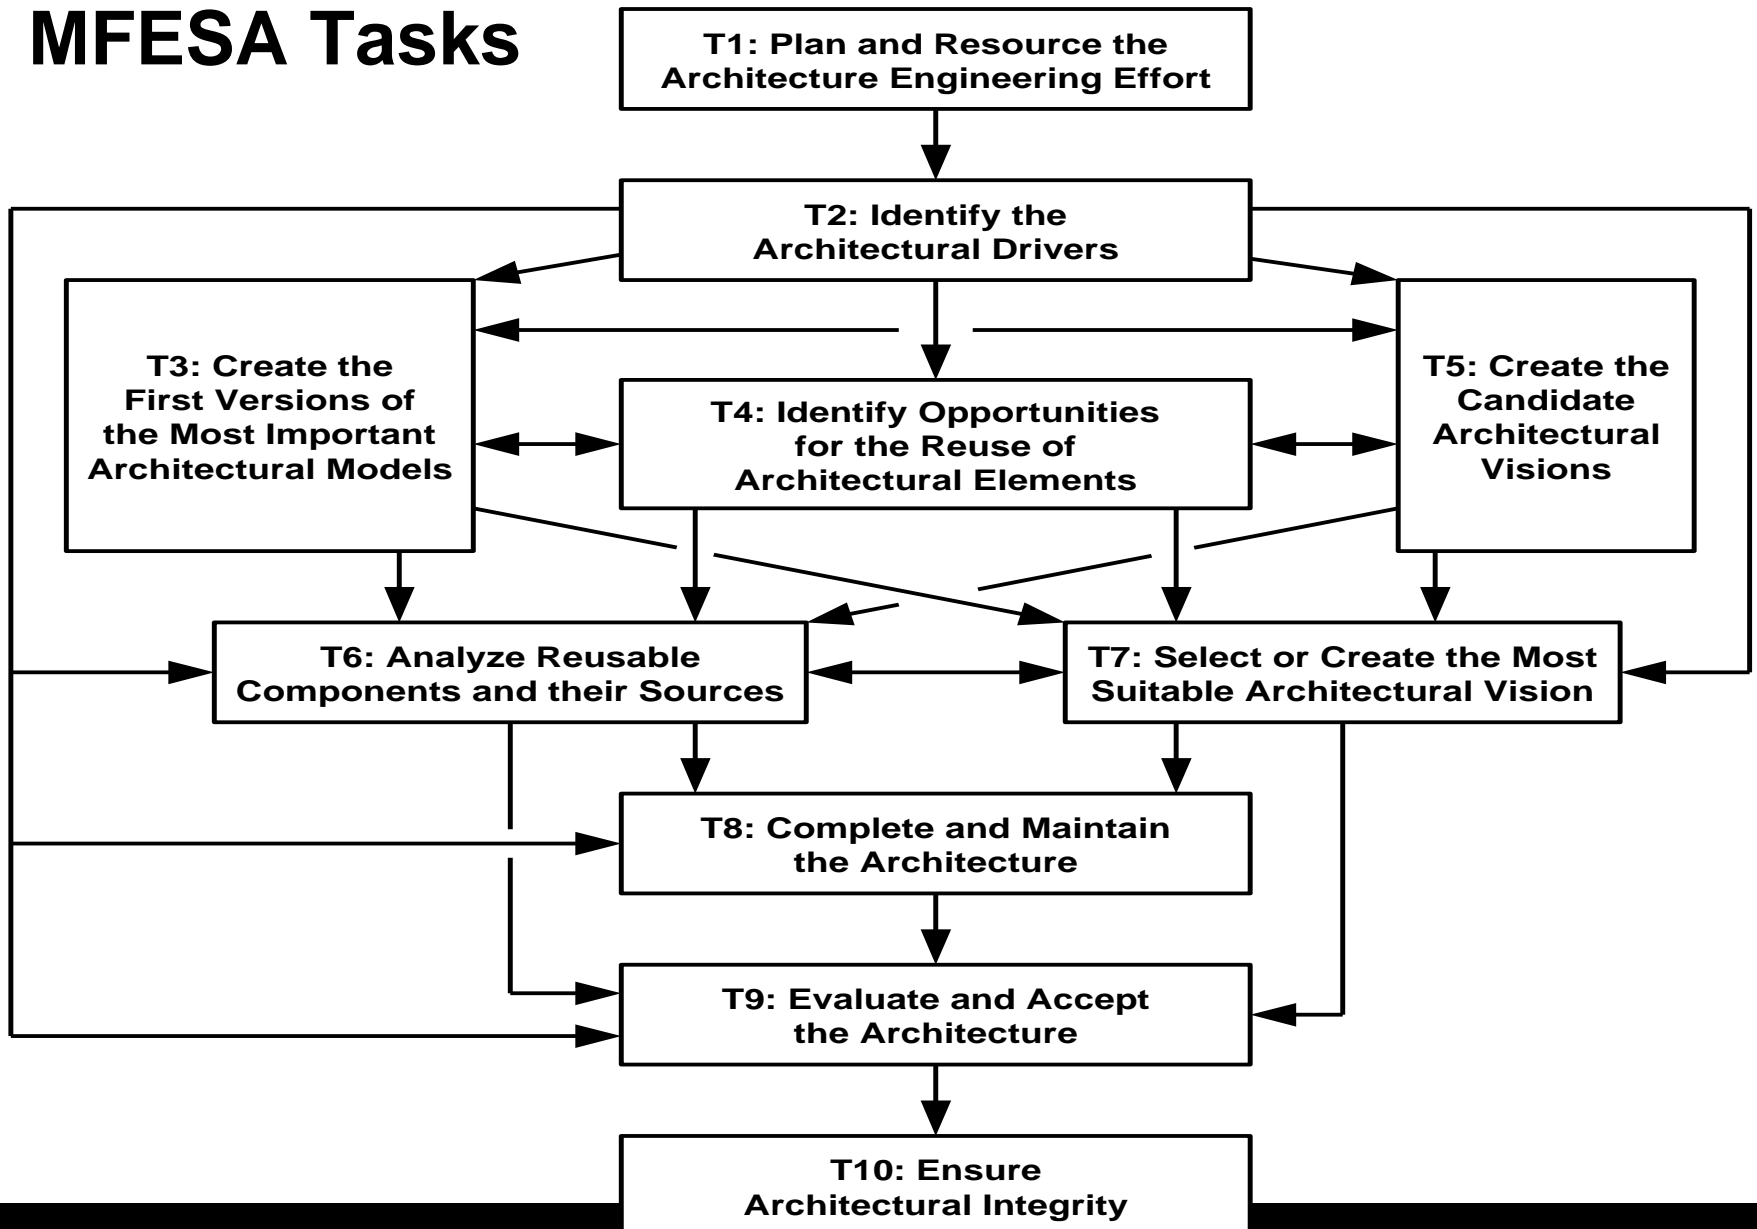 MFESA Tasks
T1: Plan and Resource the
Architecture Engineering Effort
T2: Identify the
Architectural Drivers
T3: Create the
First Versions of
the Most Important
Architectural Models
T4: Identify Opportunities
for the Reuse of
Architectural Elements
T5: Create the
Candidate
Architectural
Visions
T6: Analyze Reusable
Components and their Sources
T7: Select or Create the Most
Suitable Architectural Vision
T8: Complete and Maintain
the Architecture
T9: Evaluate and Accept
the Architecture
T10: Ensure
Architectural Integrity